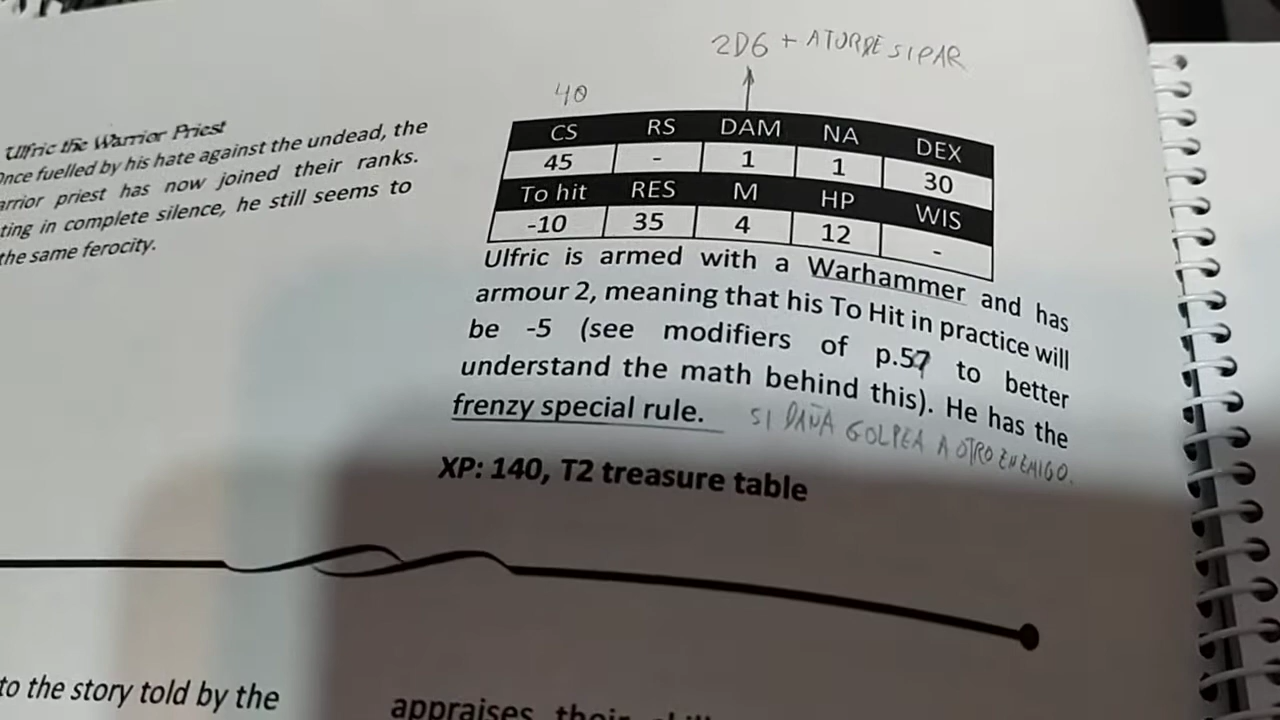 Ulfric the Warrior Priest
Once fuelled by his hate against the undead, the
warrior priest has now joined their ranks.
ting in complete silence, he still seems to
the same ferocity.
2D6 + ATURDE SI PAR
40
CS RS DAM NA DEX
45 - 1 1 30
To hit RES M HP WIS
-10 35 4 12 -
Ulfric is armed with a Warhammer and has
armour 2, meaning that his To Hit in practice will
be -5 (see modifiers of p.57 to better
understand the math behind this). He has the
frenzy special rule. SI DAÑA GOLPEA A OTRO ENEMIGO.
XP: 140, T2 treasure table
to the story told by the
appraises their skill